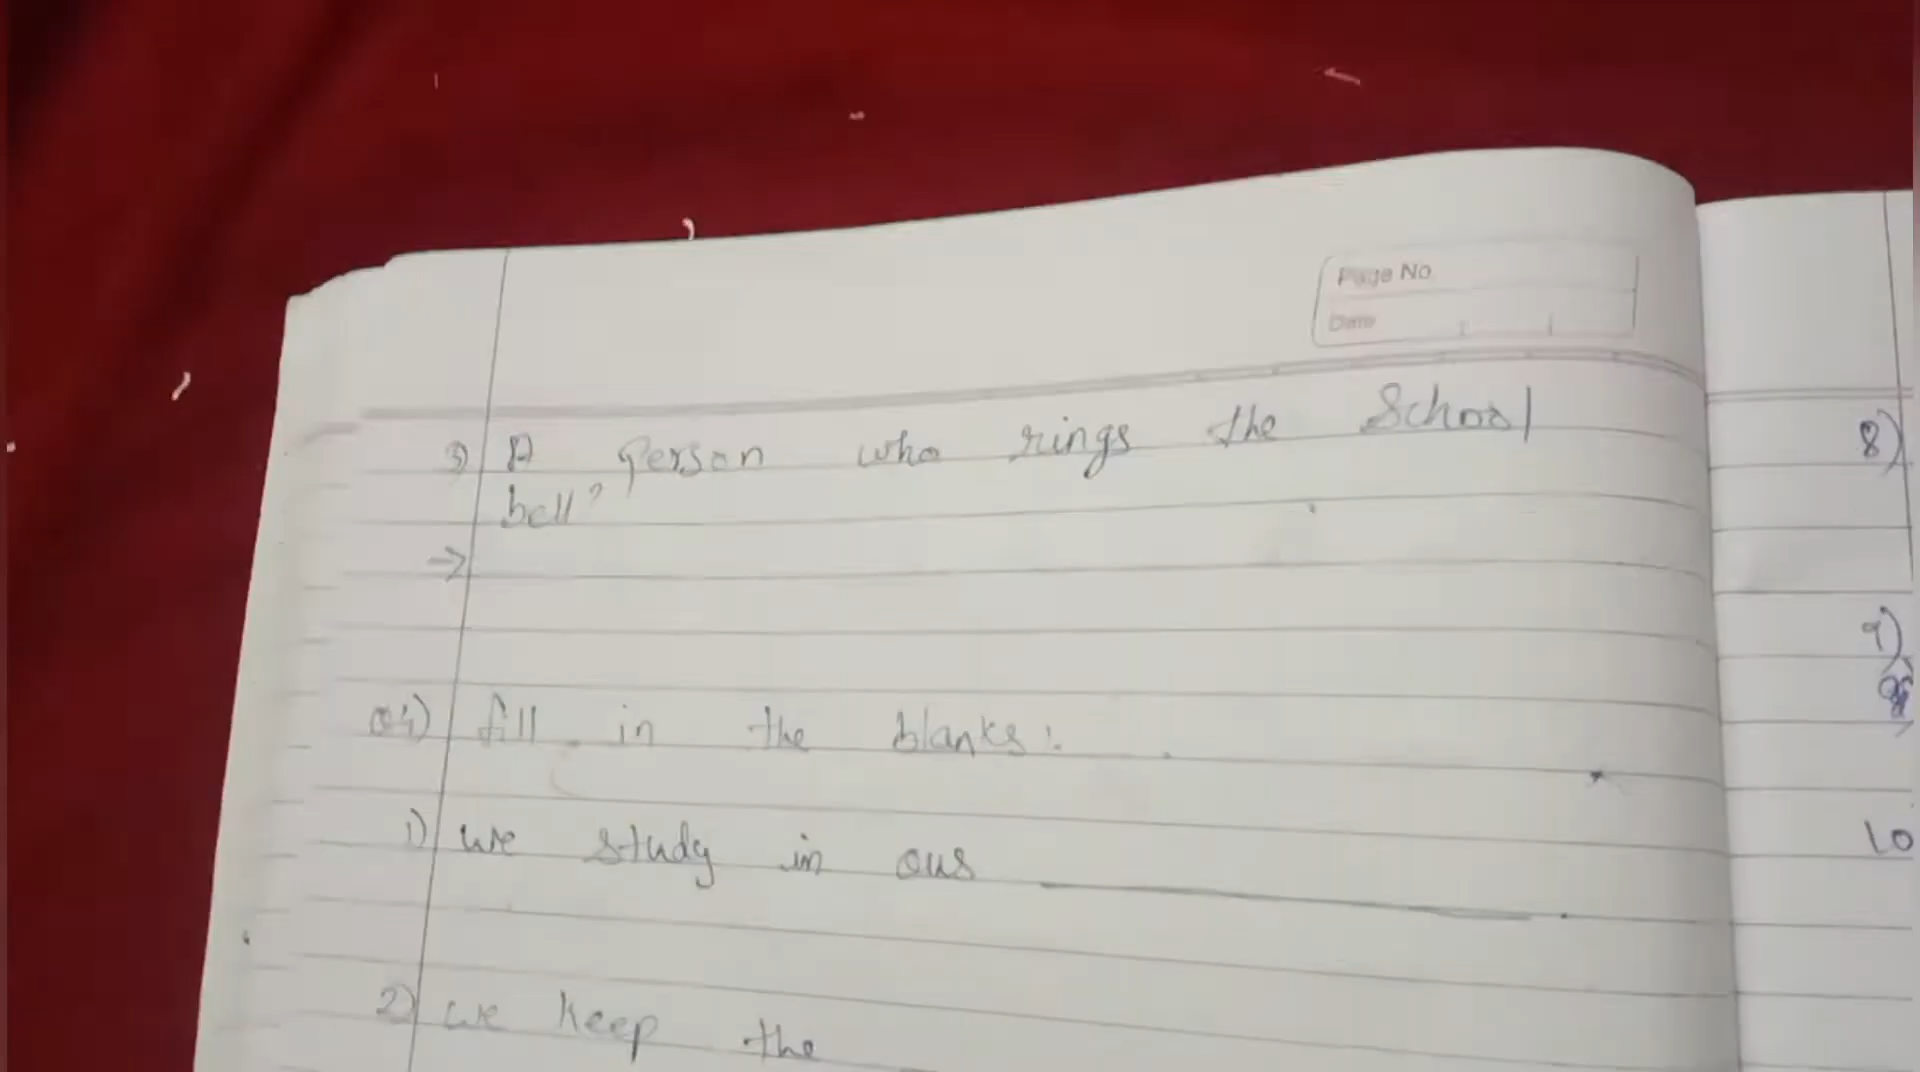 Page No
Date
3) A person who rings the School
bell?
→
Q4) fill in the blanks:
1) we study in our
2) we keep the
8)
9)
10